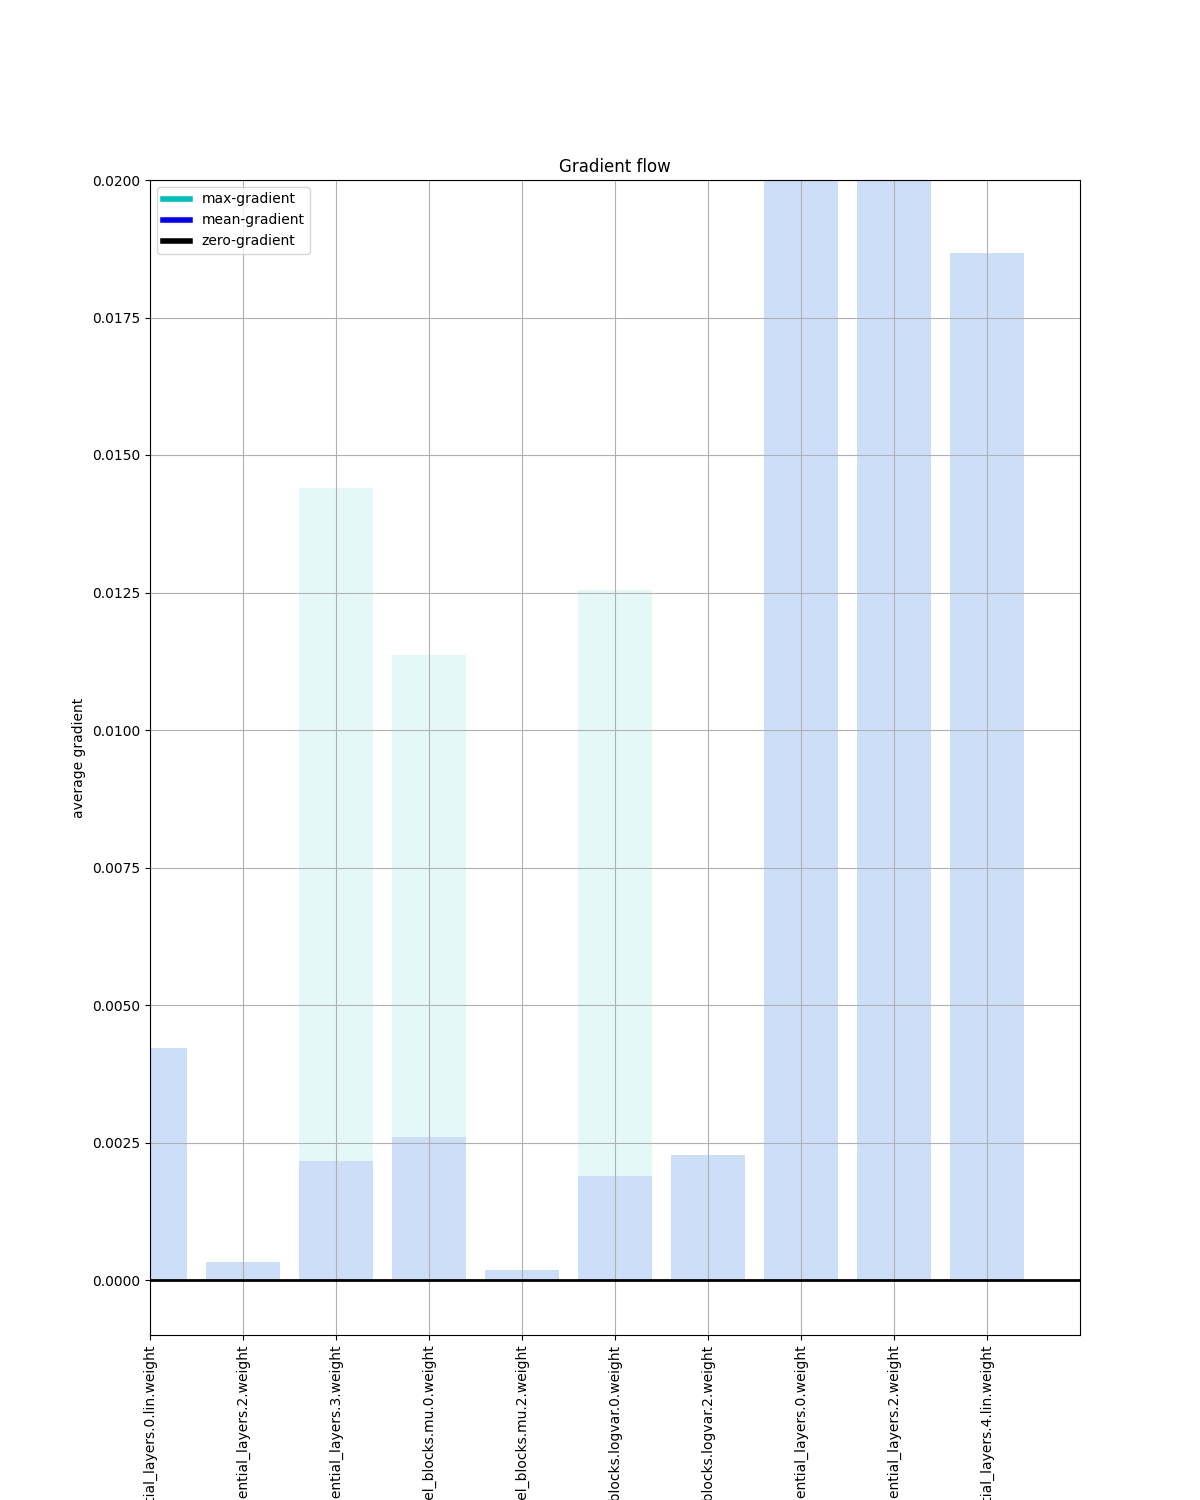 Gradient flow
max-gradient
mean-gradient
zero-gradient
0.0200
0.0175
0.0150
0.0125
0.0100
0.0075
0.0050
0.0025
0.0000
average gradient
tial_layers.0.lin.weight
ential_layers.2.weight
ential_layers.3.weight
el_blocks.mu.0.weight
el_blocks.mu.2.weight
blocks.logvar.0.weight
blocks.logvar.2.weight
ential_layers.0.weight
ential_layers.2.weight
tial_layers.4.lin.weight